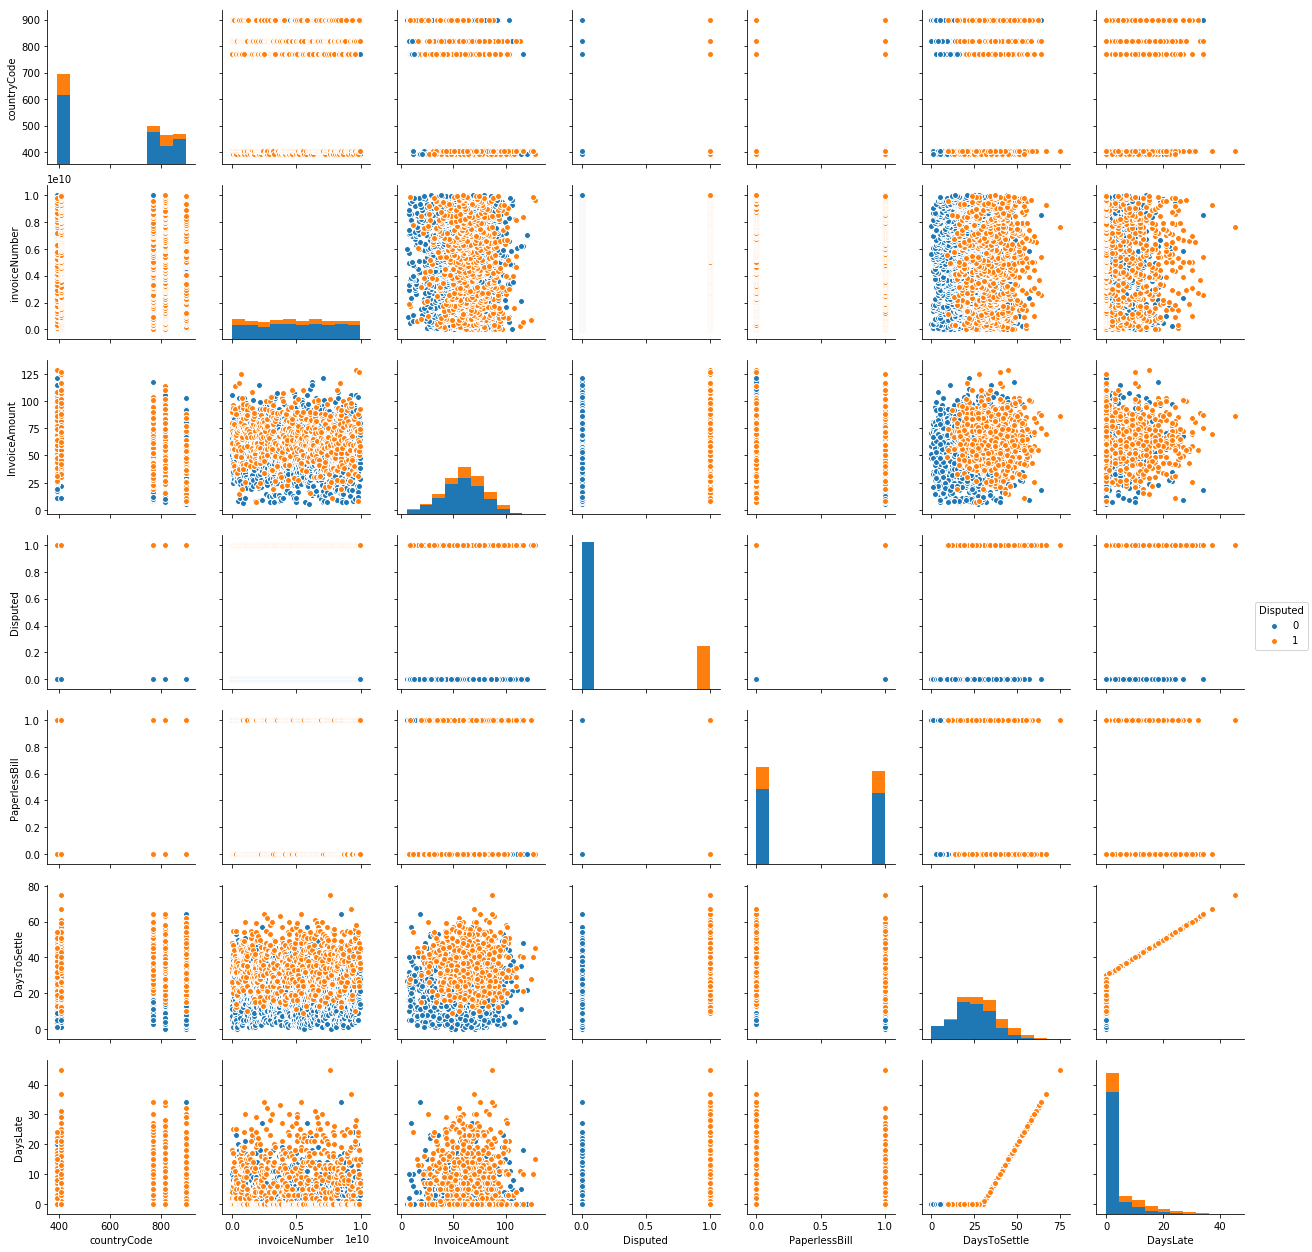 900
800
700
600
500
400
countryCode
1e10
1.0
0.8
0.6
0.4
0.2
0.0
invoiceNumber
125
100
75
50
25
0
InvoiceAmount
1.0
0.8
0.6
0.4
0.2
0.0
Disputed
Disputed
0
1
1.0
0.8
0.6
0.4
0.2
0.0
PaperlessBill
80
60
40
20
0
DaysToSettle
40
30
20
10
0
DaysLate
400 600 800
countryCode
0.0 0.5 1.0
invoiceNumber 1e10
0 50 100
InvoiceAmount
0.0 0.5 1.0
Disputed
0.0 0.5 1.0
PaperlessBill
0 25 50 75
DaysToSettle
0 20 40
DaysLate